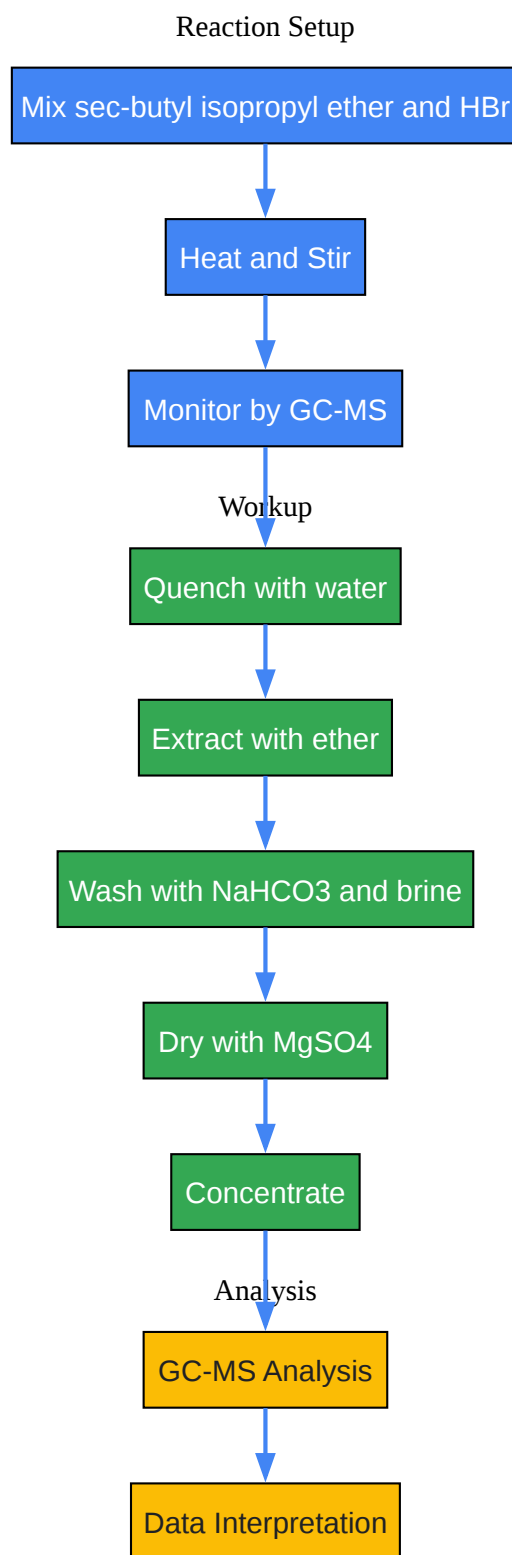 Reaction Setup
Mix sec-butyl isopropyl ether and HBr
Heat and Stir
Monitor by GC-MS
Workup
Quench with water
Extract with ether
Wash with NaHCO3 and brine
Dry with MgSO4
Concentrate
Analysis
GC-MS Analysis
Data Interpretation